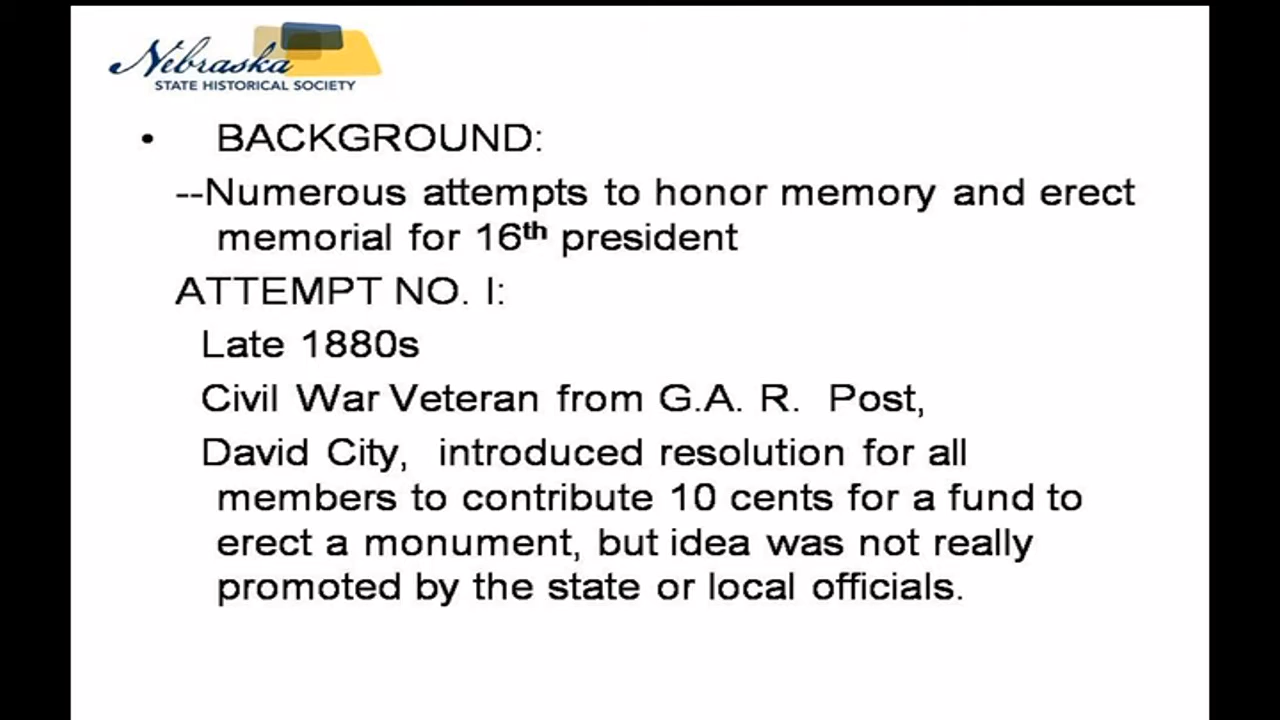 Nebraska
STATE HISTORICAL SOCIETY
• BACKGROUND:
--Numerous attempts to honor memory and erect
memorial for 16th president
ATTEMPT NO. I:
Late 1880s
Civil War Veteran from G.A. R. Post,
David City, introduced resolution for all
members to contribute 10 cents for a fund to
erect a monument, but idea was not really
promoted by the state or local officials.